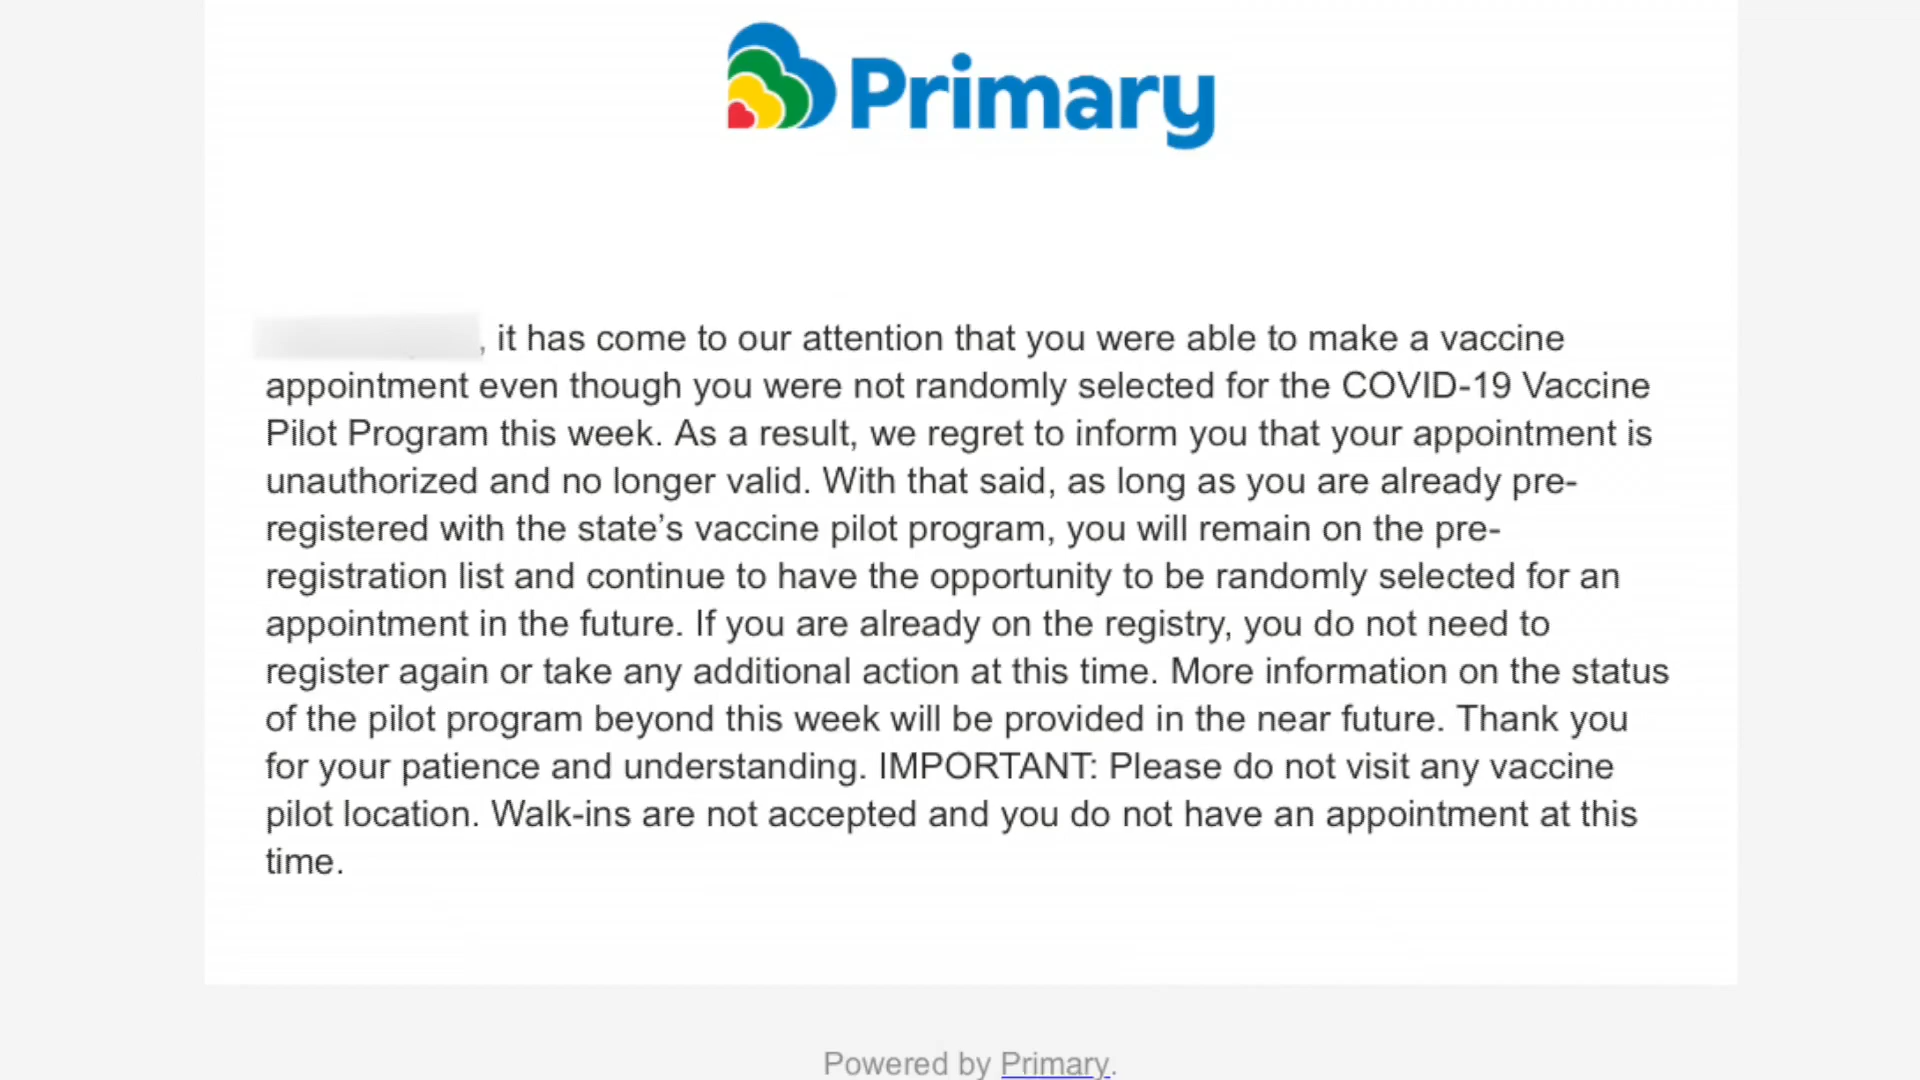 Primary
, it has come to our attention that you were able to make a vaccine
appointment even though you were not randomly selected for the COVID-19 Vaccine
Pilot Program this week. As a result, we regret to inform you that your appointment is
unauthorized and no longer valid. With that said, as long as you are already pre-
registered with the state’s vaccine pilot program, you will remain on the pre-
registration list and continue to have the opportunity to be randomly selected for an
appointment in the future. If you are already on the registry, you do not need to
register again or take any additional action at this time. More information on the status
of the pilot program beyond this week will be provided in the near future. Thank you
for your patience and understanding. IMPORTANT: Please do not visit any vaccine
pilot location. Walk-ins are not accepted and you do not have an appointment at this
time.
Powered by Primary.